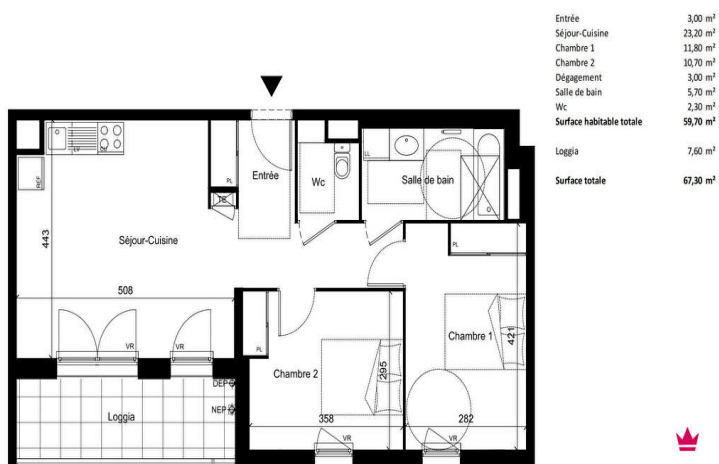 Entrée 3,00 m²
Séjour-Cuisine 23,20 m²
Chambre 1 11,80 m²
Chambre 2 10,70 m²
Dégagement 3,00 m²
Salle de bain 5,70 m²
Wc 2,30 m²
Surface habitable totale 59,70 m²
Loggia 7,60 m²
Surface totale 67,30 m²
LV
REF
PL
Entrée
Wc
LL
Salle de bain
443
Séjour-Cuisine
508
PL
PL
Chambre 1
421
Chambre 2
295
VR
VR
DEP
NEP
Loggia
358
282
VR
VR